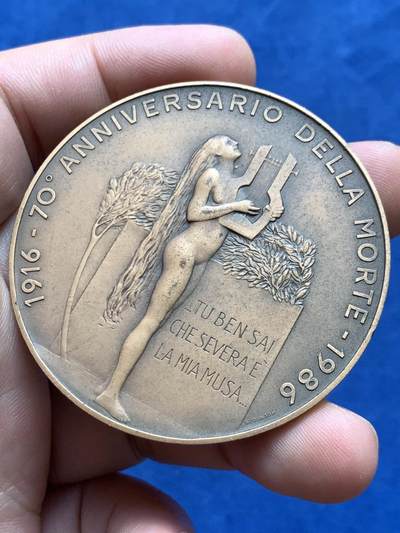 1916 - 70° ANNIVERSARIO DELLA MORTE - 1986
...TU BEN SAI
CHE SEVERA È
LA MIA MUSA...